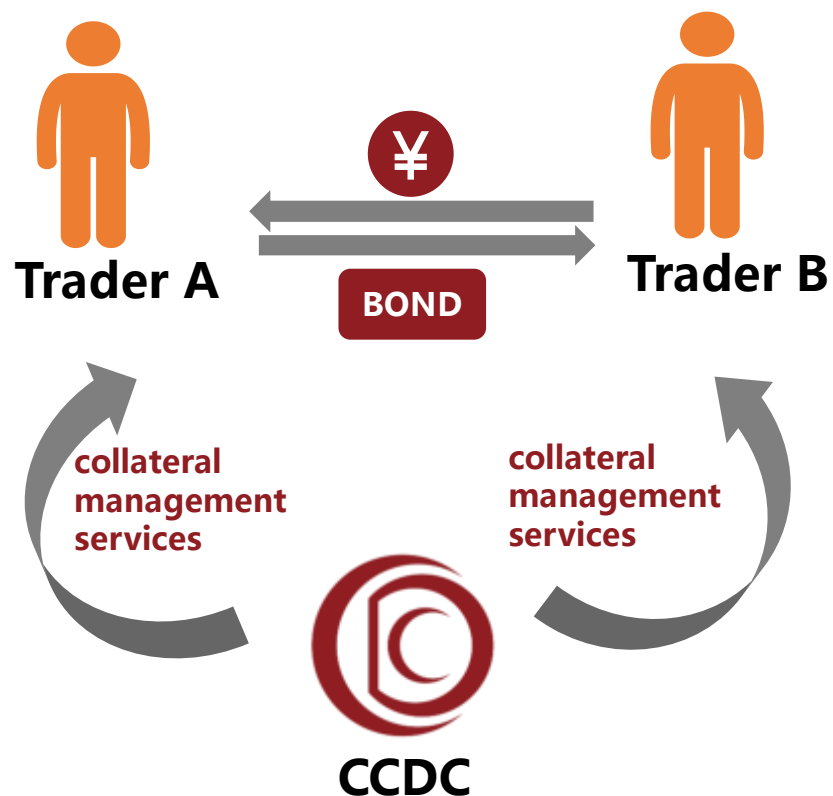 ¥
BOND
Trader A
Trader B
collateral
management
services
collateral
management
services
CCDC